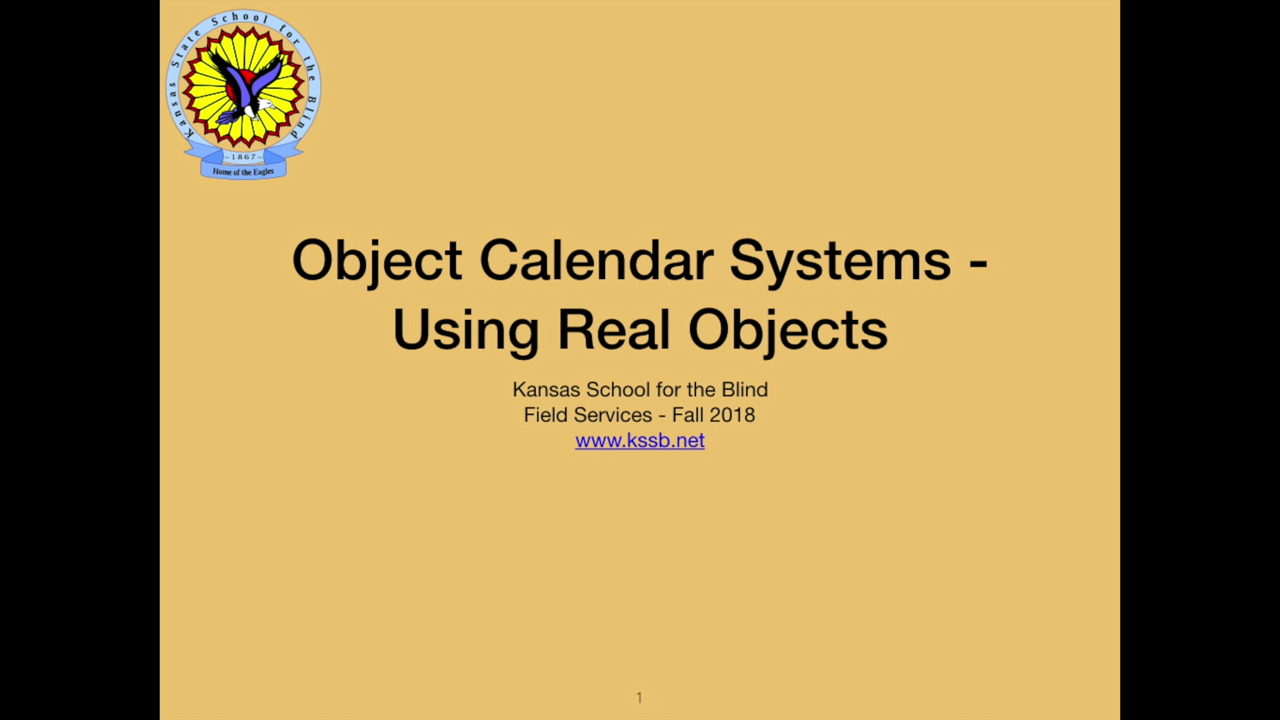 Kansas State School for the Blind
- 1867 -
Home of the Eagles
Object Calendar Systems -
Using Real Objects
Kansas School for the Blind
Field Services - Fall 2018
www.kssb.net
1